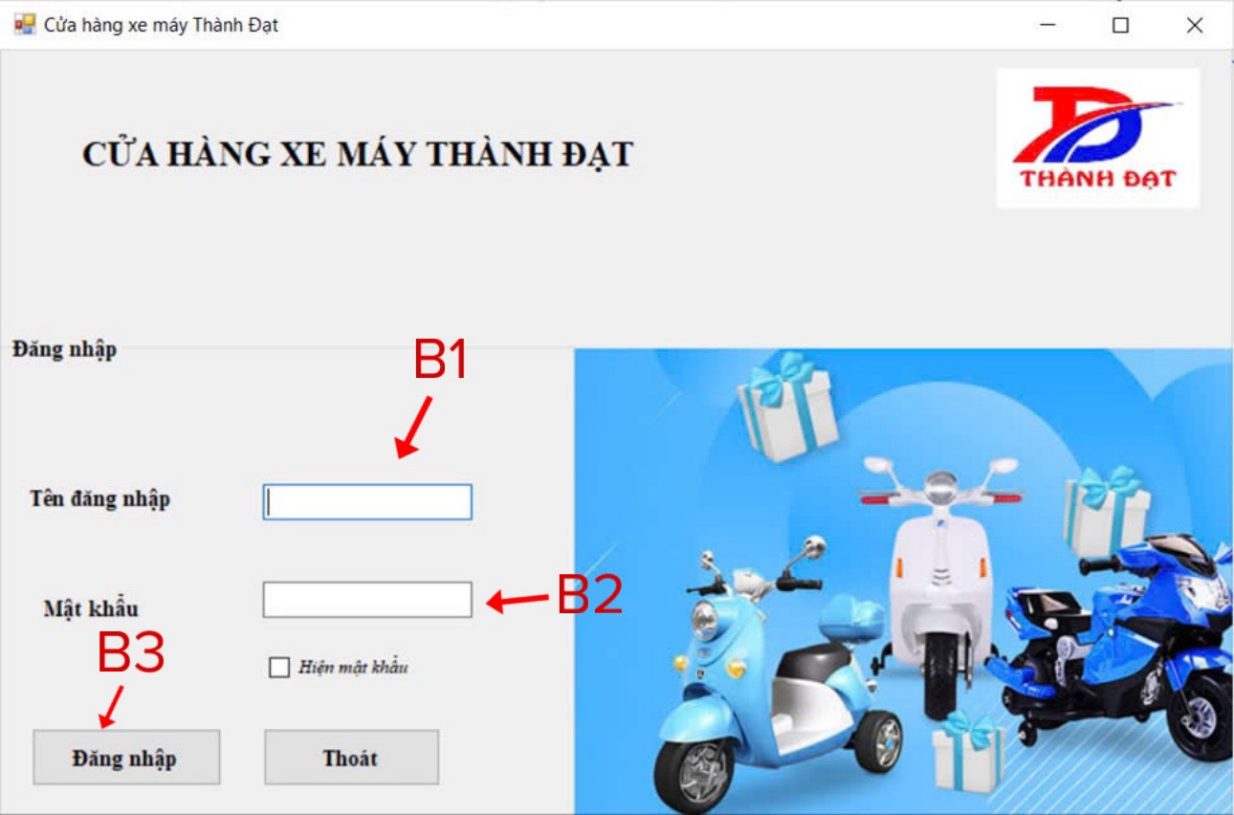 Cửa hàng xe máy Thành Đạt
CỬA HÀNG XE MÁY THÀNH ĐẠT
THÀNH ĐẠT
Đăng nhập
B1
Tên đăng nhập
B2
Mật khẩu
B3
Hiện mật khẩu
Đăng nhập
Thoát